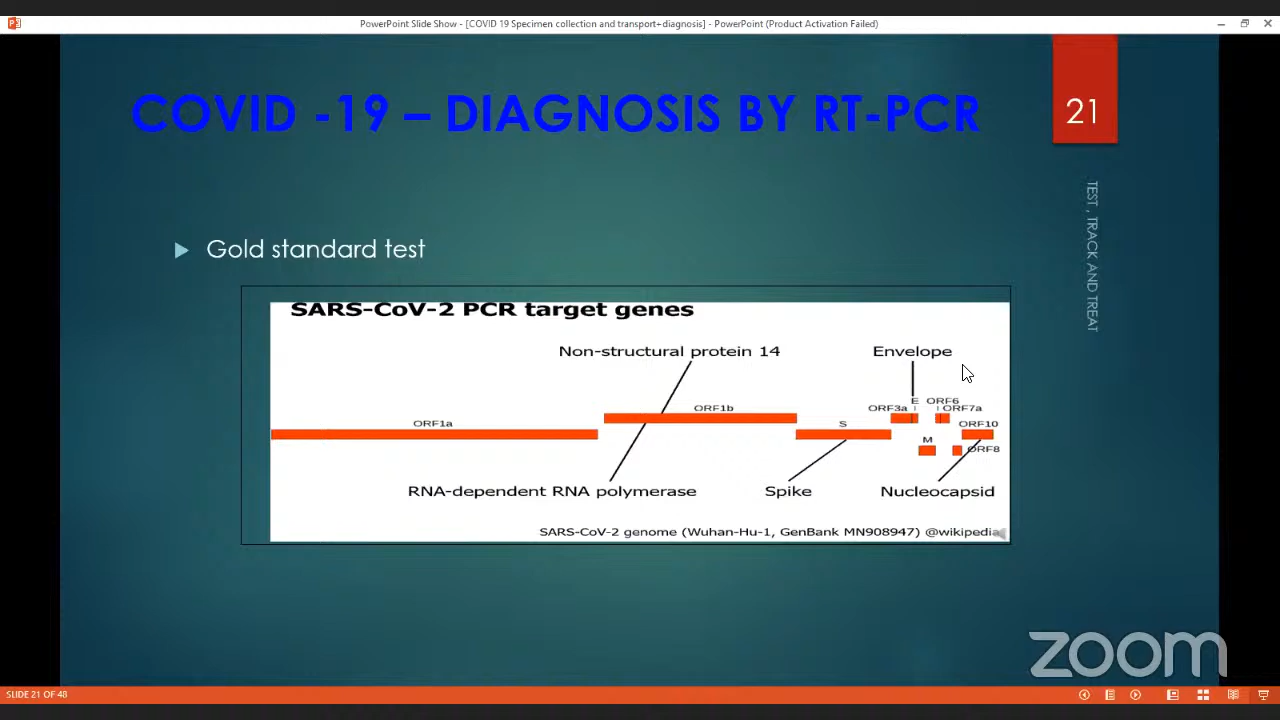 PowerPoint Slide Show - [COVID 19 Specimen collection and transport+diagnosis] - PowerPoint (Product Activation Failed)
COVID -19 – DIAGNOSIS BY RT-PCR
21
TEST , TRACK AND TREAT
Gold standard test
SARS-CoV-2 PCR target genes
Non-structural protein 14
Envelope
E ORF6
ORF1b
ORF3a
ORF7a
ORF1a
S
ORF10
M
ORF8
RNA-dependent RNA polymerase
Spike
Nucleocapsid
SARS-CoV-2 genome (Wuhan-Hu-1, GenBank MN908947) @wikipedia
zoom
SLIDE 21 OF 48